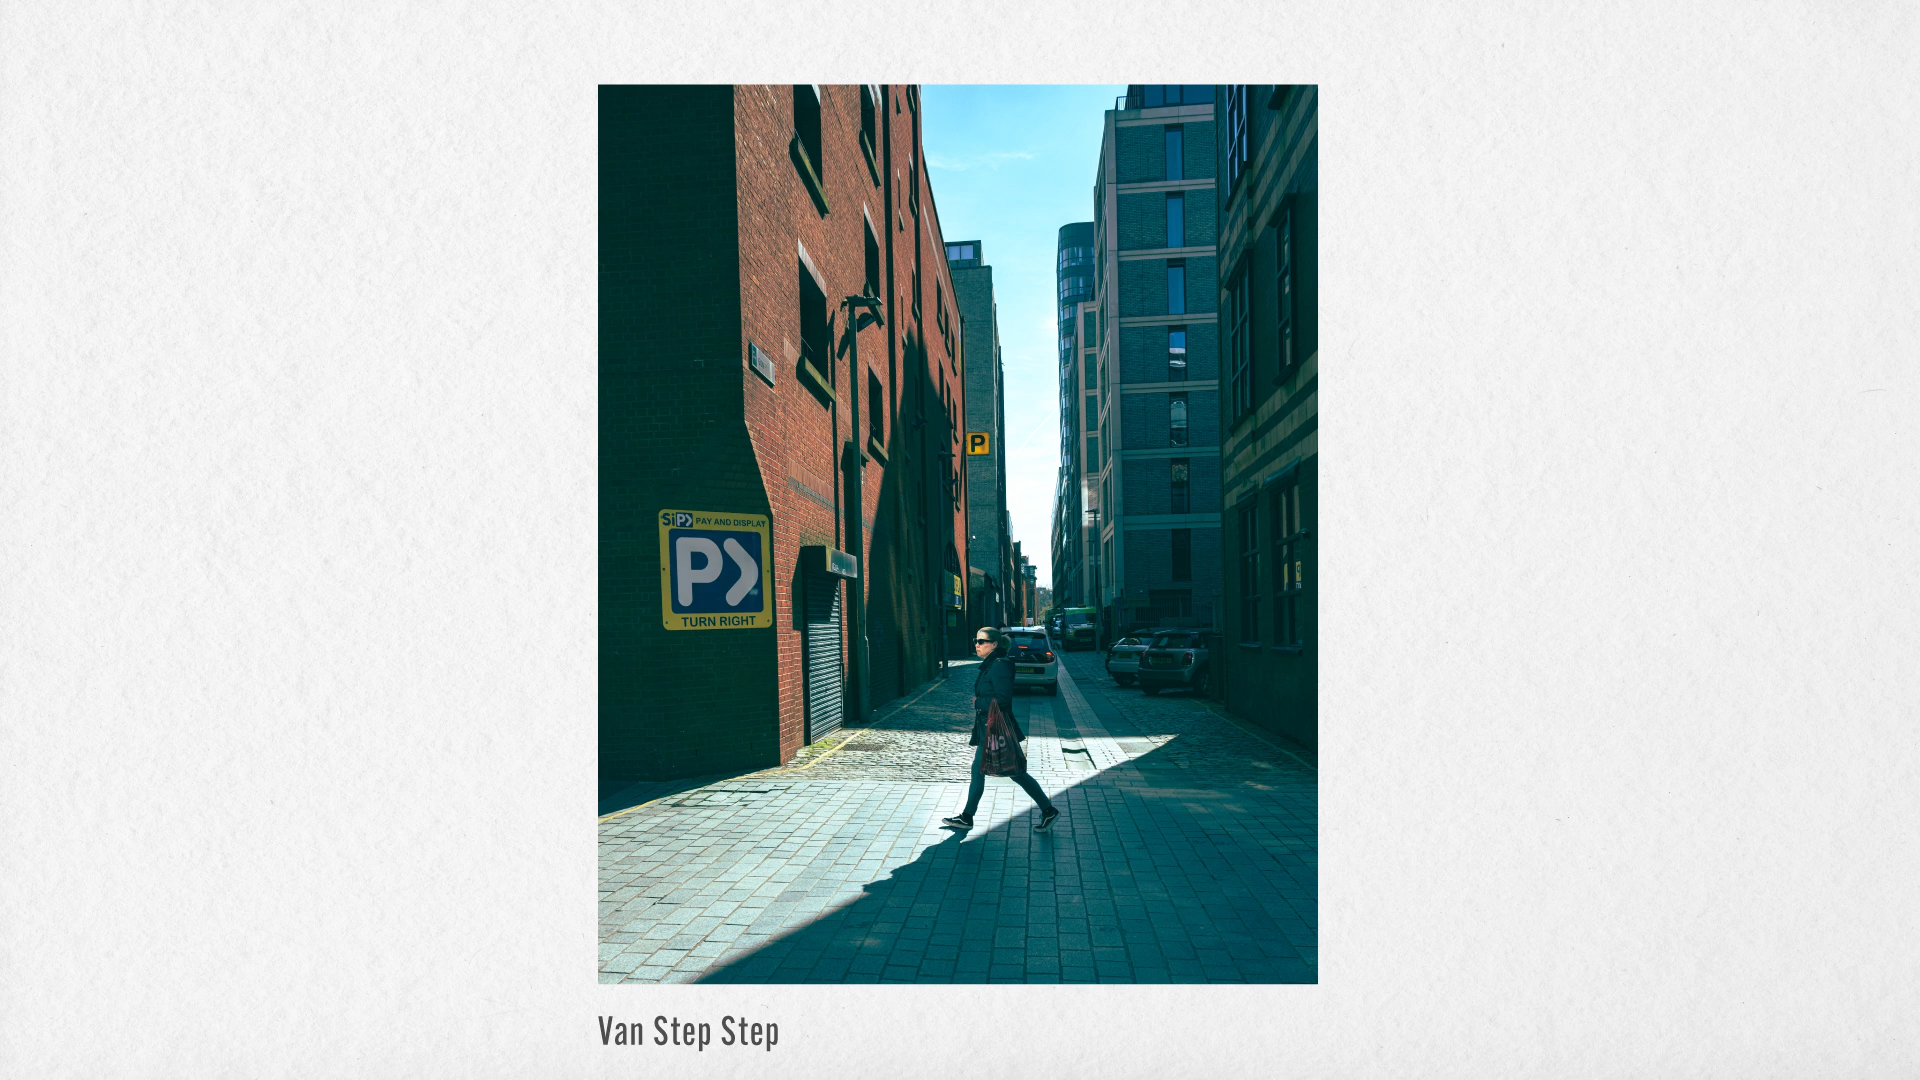 P
SiP> PAY AND DISPLAY
P>
TURN RIGHT
Van Step Step